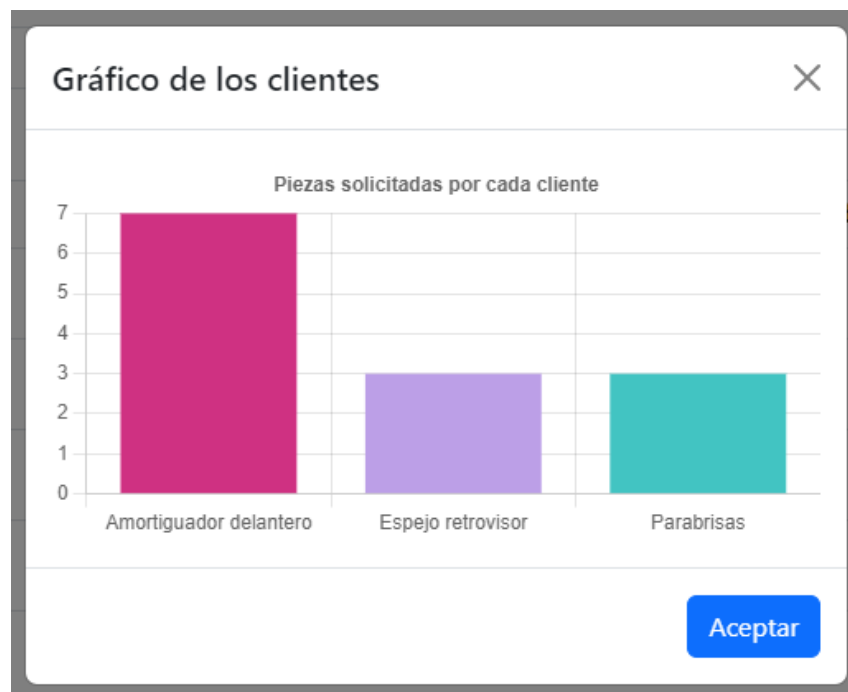 Gráfico de los clientes
Piezas solicitadas por cada cliente
7
6
5
4
3
2
1
0
Amortiguador delantero Espejo retrovisor Parabrisas
Aceptar